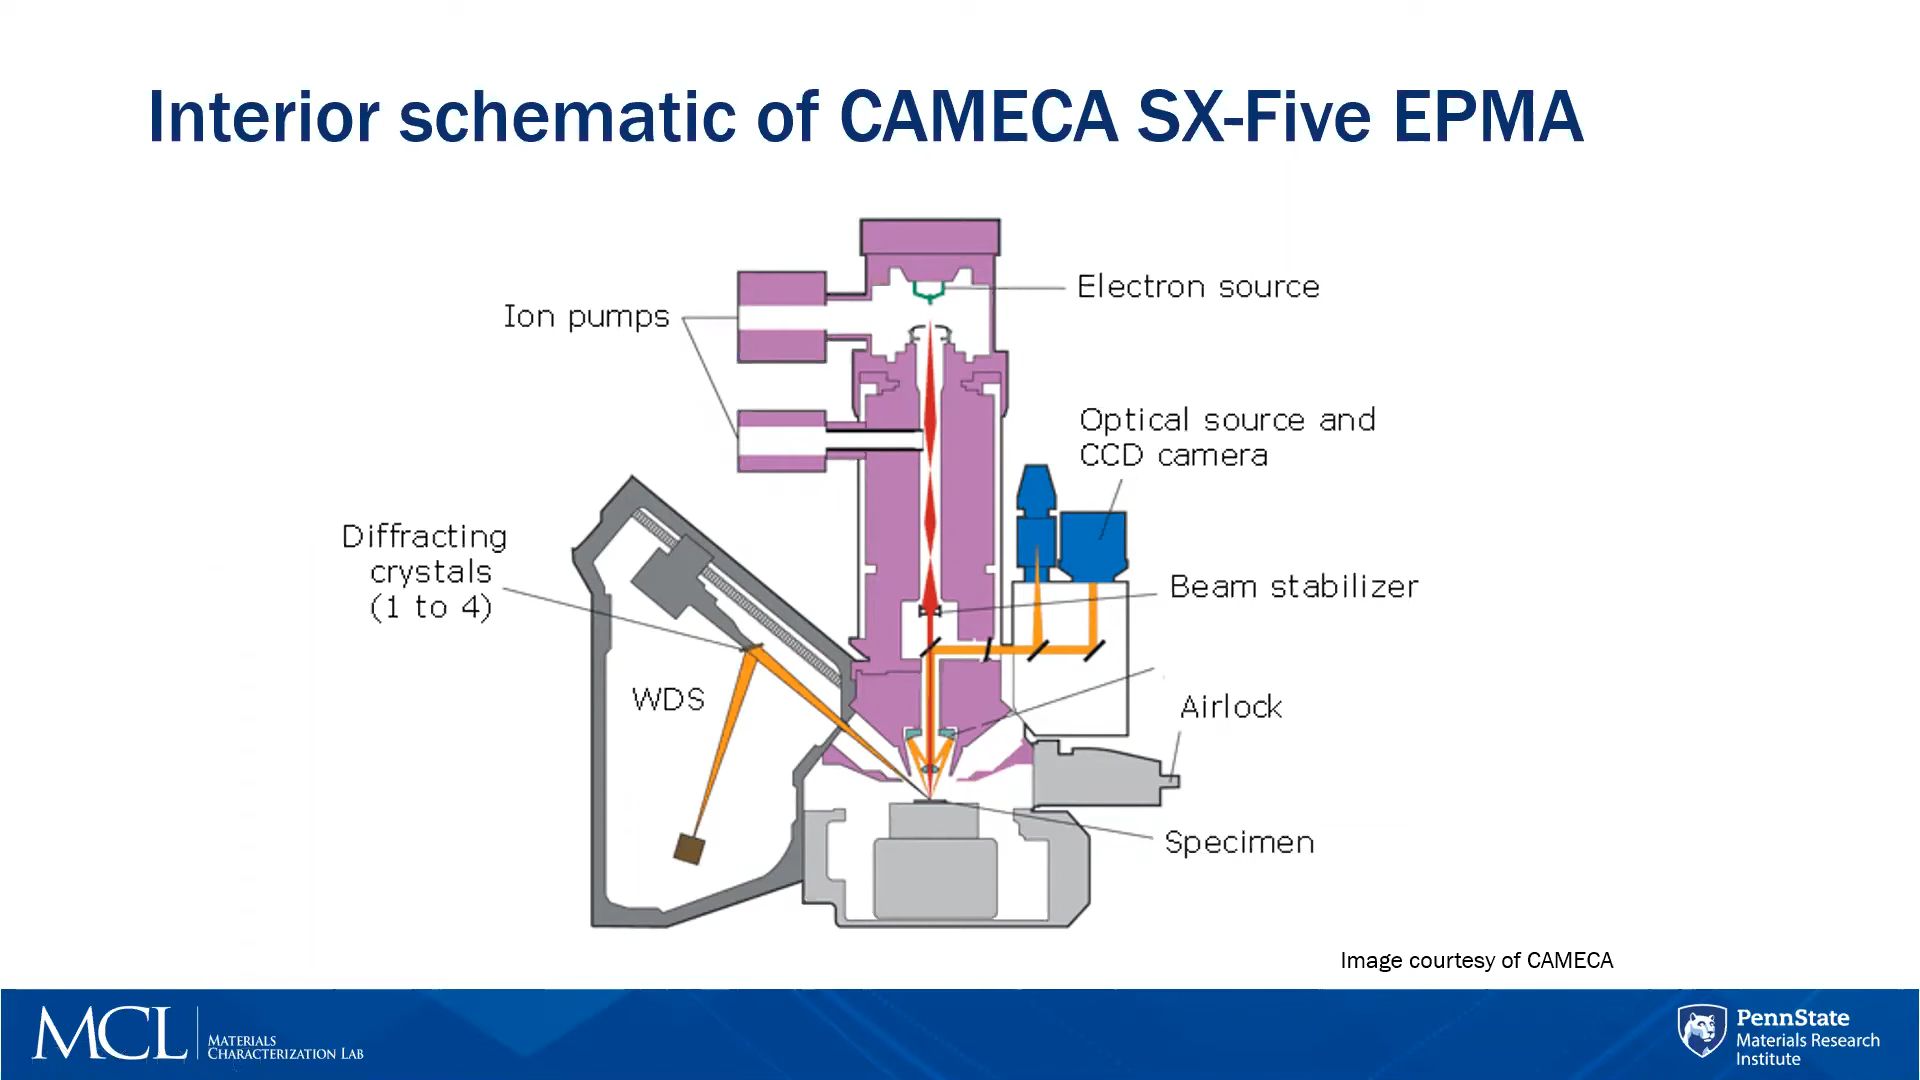 Interior schematic of CAMECA SX-Five EPMA
Electron source
Ion pumps
Optical source and
CCD camera
Diffracting
crystals
(1 to 4)
Beam stabilizer
WDS
Airlock
Specimen
Image courtesy of CAMECA
MCL
MATERIALS
CHARACTERIZATION LAB
PennState
Materials Research
Institute